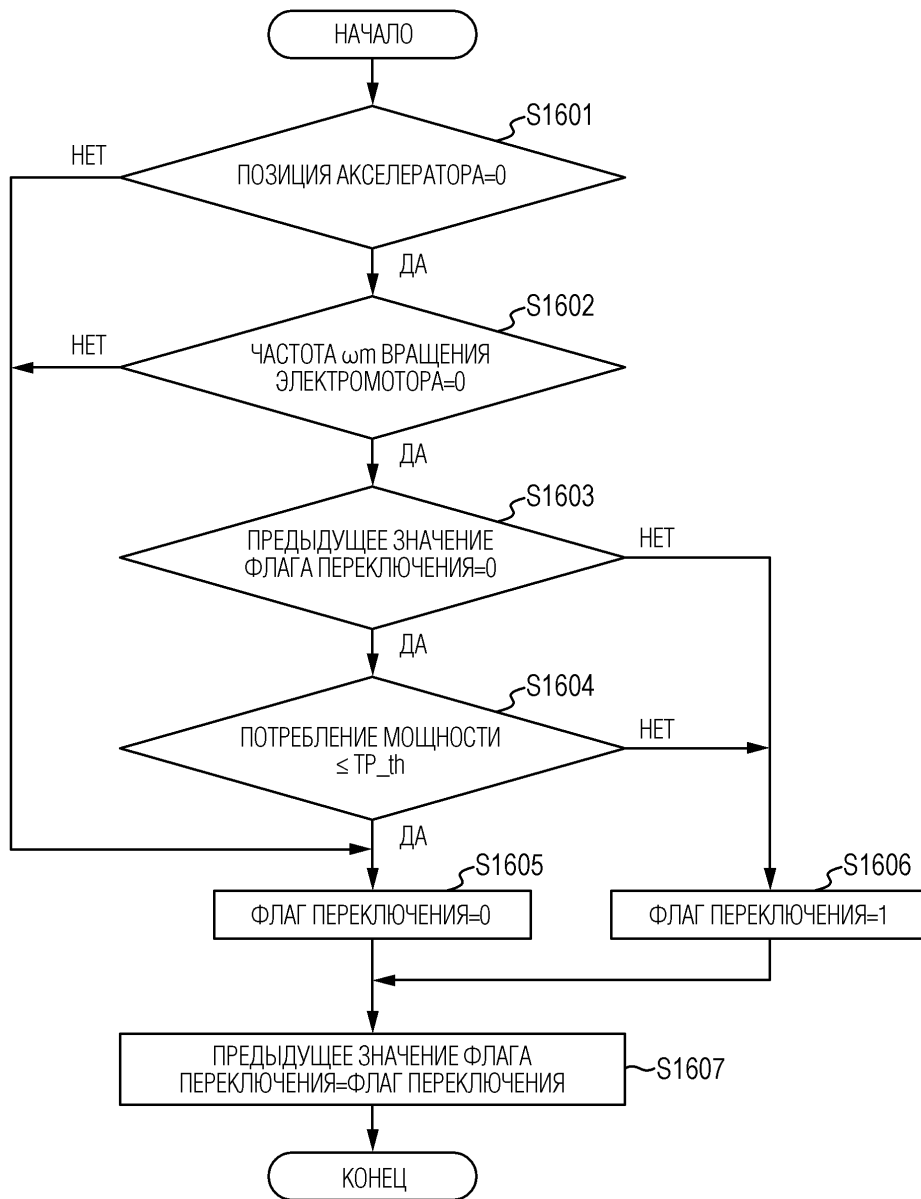 НАЧАЛО
S1601
НЕТ
ПОЗИЦИЯ АКСЕЛЕРАТОРА=0
ДА
S1602
НЕТ
ЧАСТОТА ωm ВРАЩЕНИЯ
ЭЛЕКТРОМОТОРА=0
ДА
S1603
ПРЕДЫДУЩЕЕ ЗНАЧЕНИЕ
ФЛАГА ПЕРЕКЛЮЧЕНИЯ=0
НЕТ
ДА
S1604
ПОТРЕБЛЕНИЕ МОЩНОСТИ
≤ TP_th
НЕТ
ДА
S1605
S1606
ФЛАГ ПЕРЕКЛЮЧЕНИЯ=0
ФЛАГ ПЕРЕКЛЮЧЕНИЯ=1
ПРЕДЫДУЩЕЕ ЗНАЧЕНИЕ ФЛАГА
ПЕРЕКЛЮЧЕНИЯ=ФЛАГ ПЕРЕКЛЮЧЕНИЯ
S1607
КОНЕЦ